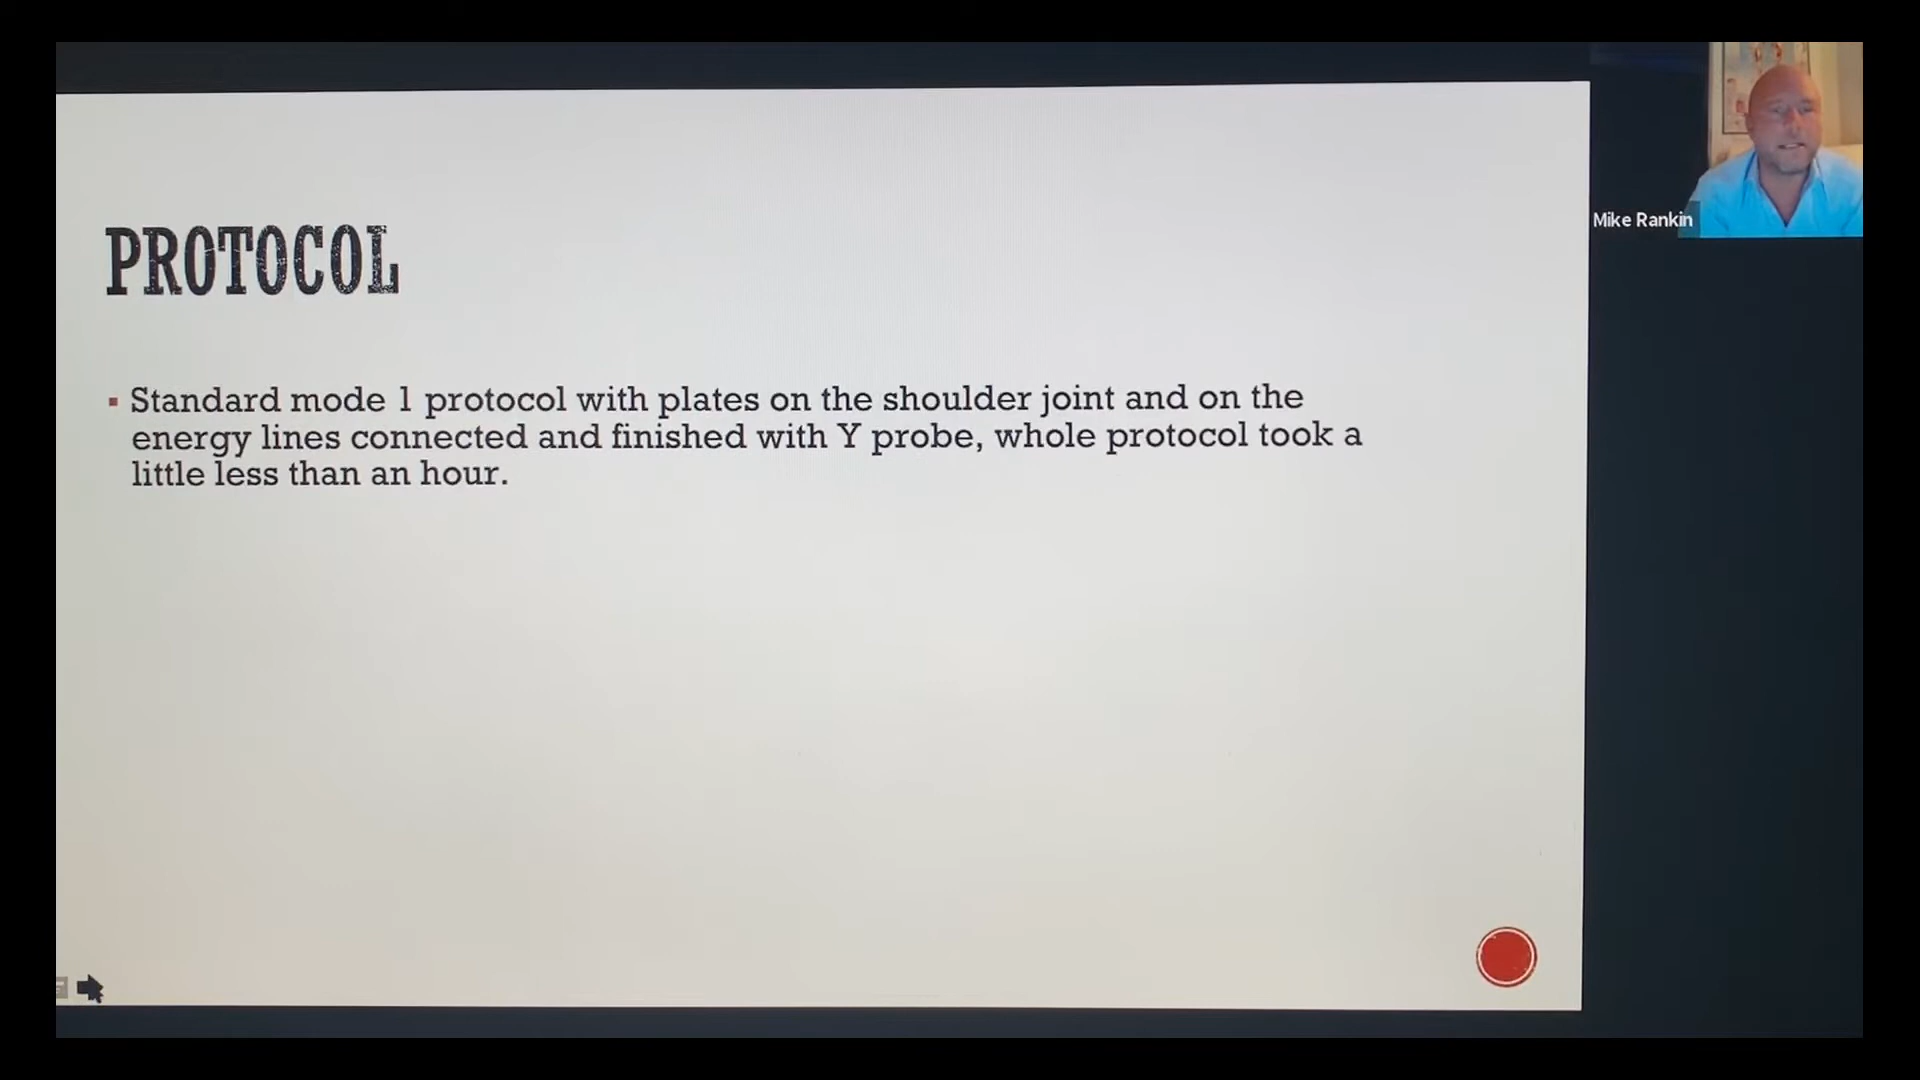 Mike Rankin
PROTOCOL
▪ Standard mode 1 protocol with plates on the shoulder joint and on the
energy lines connected and finished with Y probe, whole protocol took a
little less than an hour.